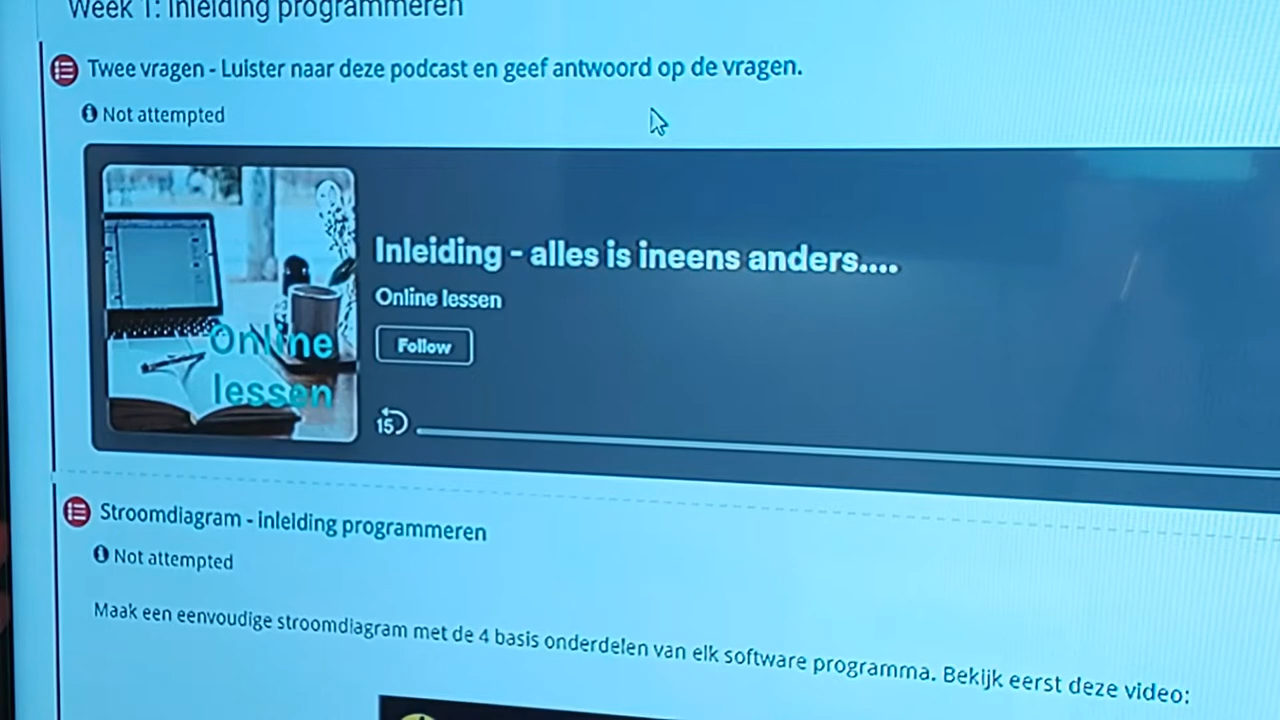 Week 1: Inleiding programmeren
Twee vragen - Luister naar deze podcast en geef antwoord op de vragen.
Not attempted
Inleiding - alles is ineens anders....
Online lessen
Follow
Online
lessen
15
Stroomdiagram - inleiding programmeren
Not attempted
Maak een eenvoudige stroomdiagram met de 4 basis onderdelen van elk software programma. Bekijk eerst deze video: